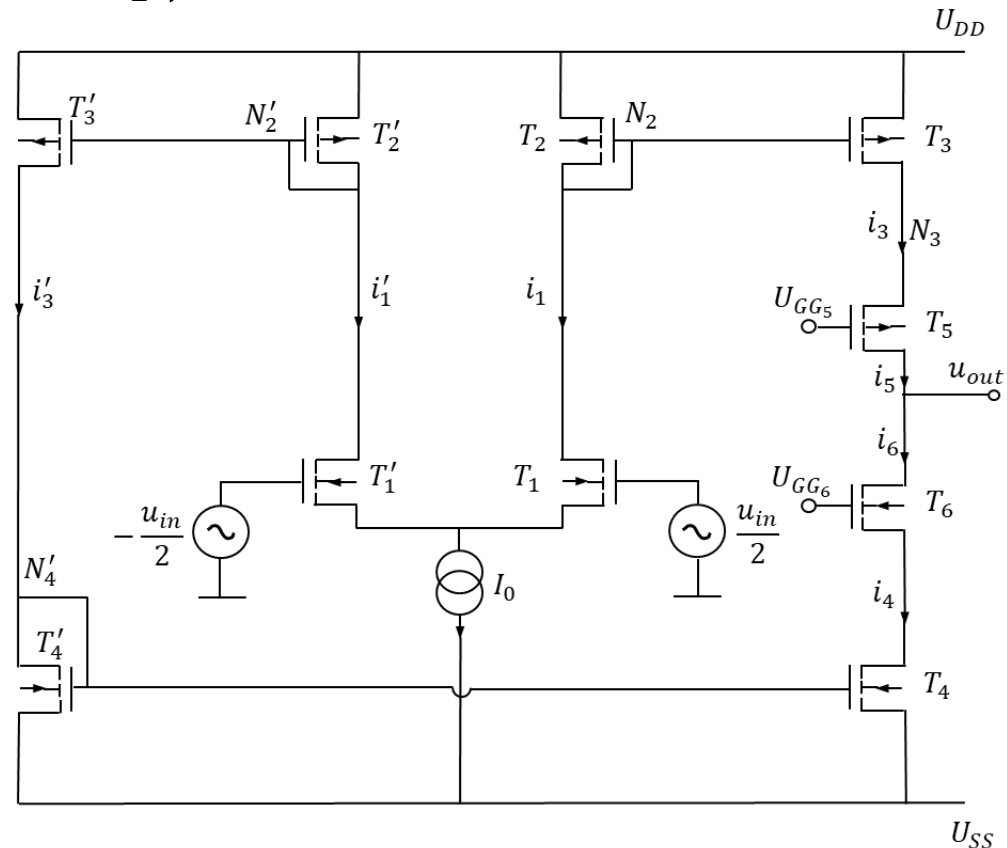 U_DD
T'_3
N'_2
T'_2
T_2
N_2
T_3
i_3
N_3
i'_3
i'_1
i_1
U_GG5
T_5
i_5
u_out
i_6
T'_1
T_1
U_GG6
T_6
-u_in/2
u_in/2
I_0
N'_4
i_4
T'_4
T_4
U_SS